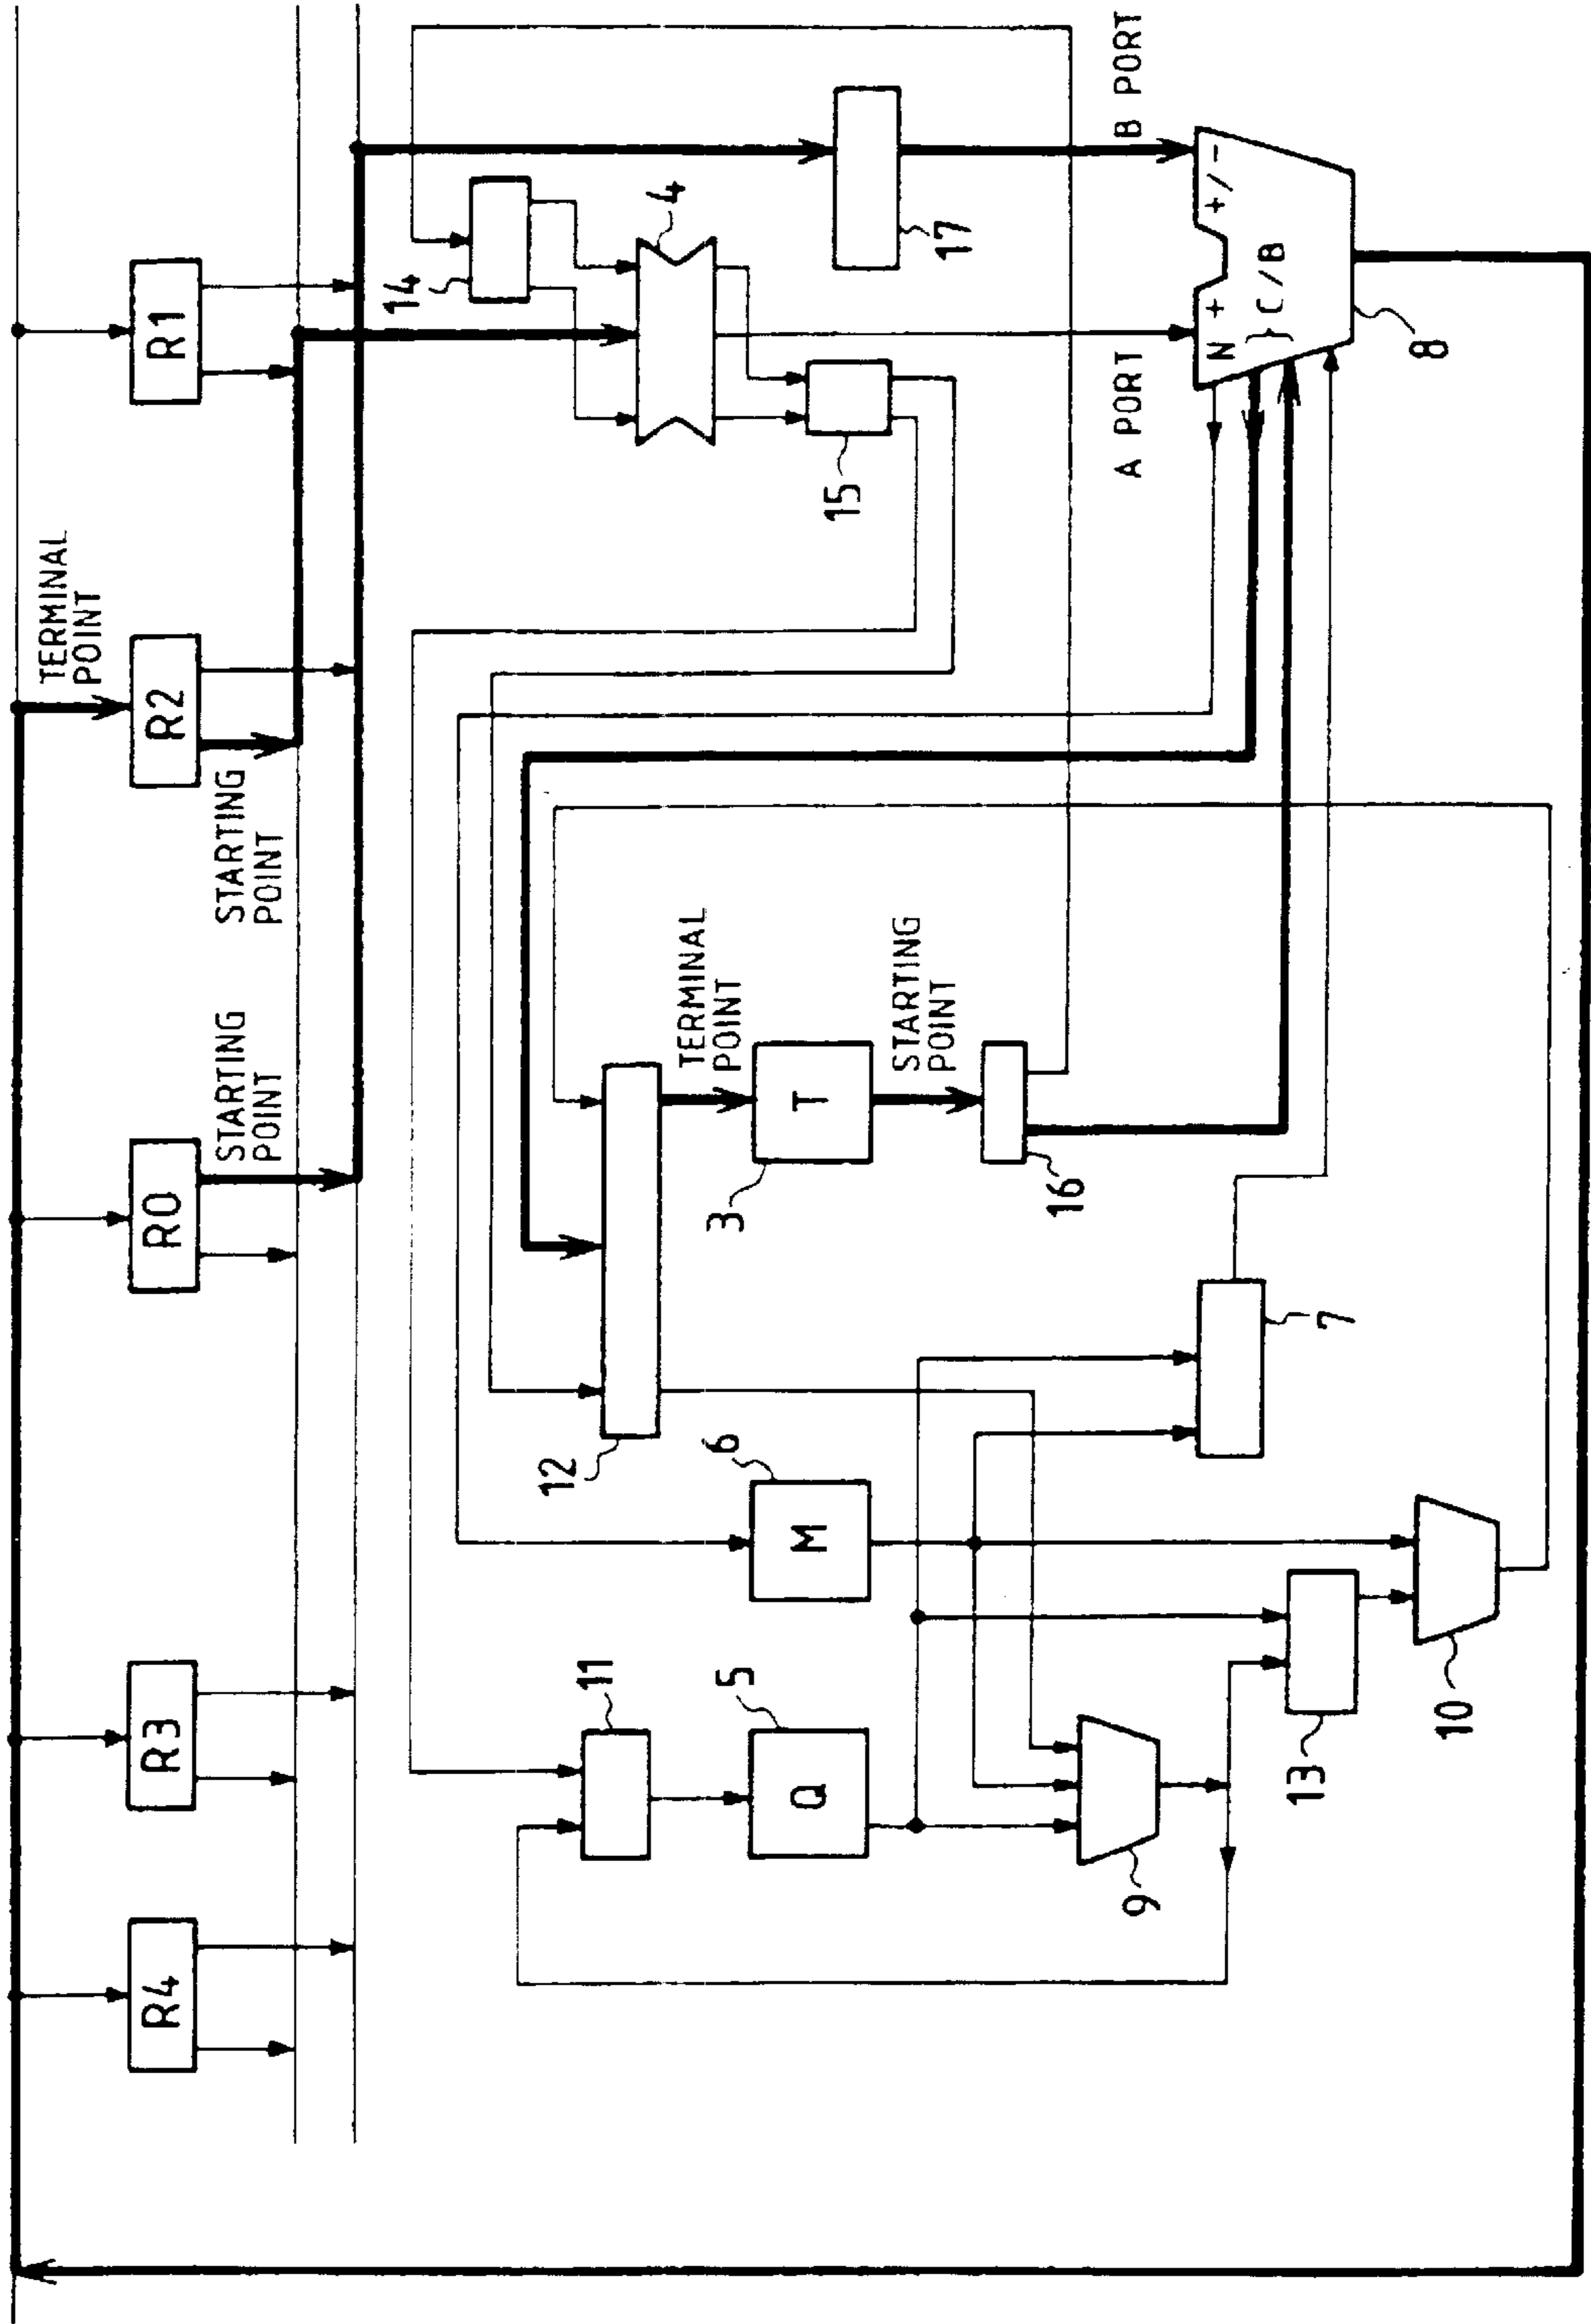 TERMINAL
POINT
R4
R3
R0
R2
R1
STARTING
POINT
STARTING
POINT
14
4
12
11
6
5
M
Q
TERMINAL
POINT
3
T
STARTING
POINT
15
17
16
9
7
13
10
A PORT
B PORT
N +
+/-
} C/B
8